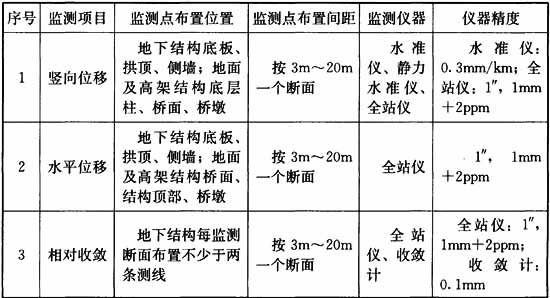 序号 监测项目 监测点布置位置 监测点布置间距 监测仪器 仪器精度
1 竖向位移
地下结构底板、
拱顶、侧墙；地面
及高架结构底层
柱、桥面、桥墩
按3m～20m
一个断面
水准
仪、静力
水准仪、
全站仪
水准仪：
0.3mm/km；全
站仪：1″，1mm
＋2ppm
2 水平位移
地下结构底板、
拱顶、侧墙；地面
及高架结构桥面、
结构顶部、桥墩
按3m～20m
一个断面
全站仪
1″，1mm
＋2ppm
3 相对收敛
地下结构每监测
断面布置不少于两
条测线
按3m～20m
一个断面
全站
仪、收敛
计
全站仪：1″，
1mm＋2ppm；
收敛计：
0.1mm